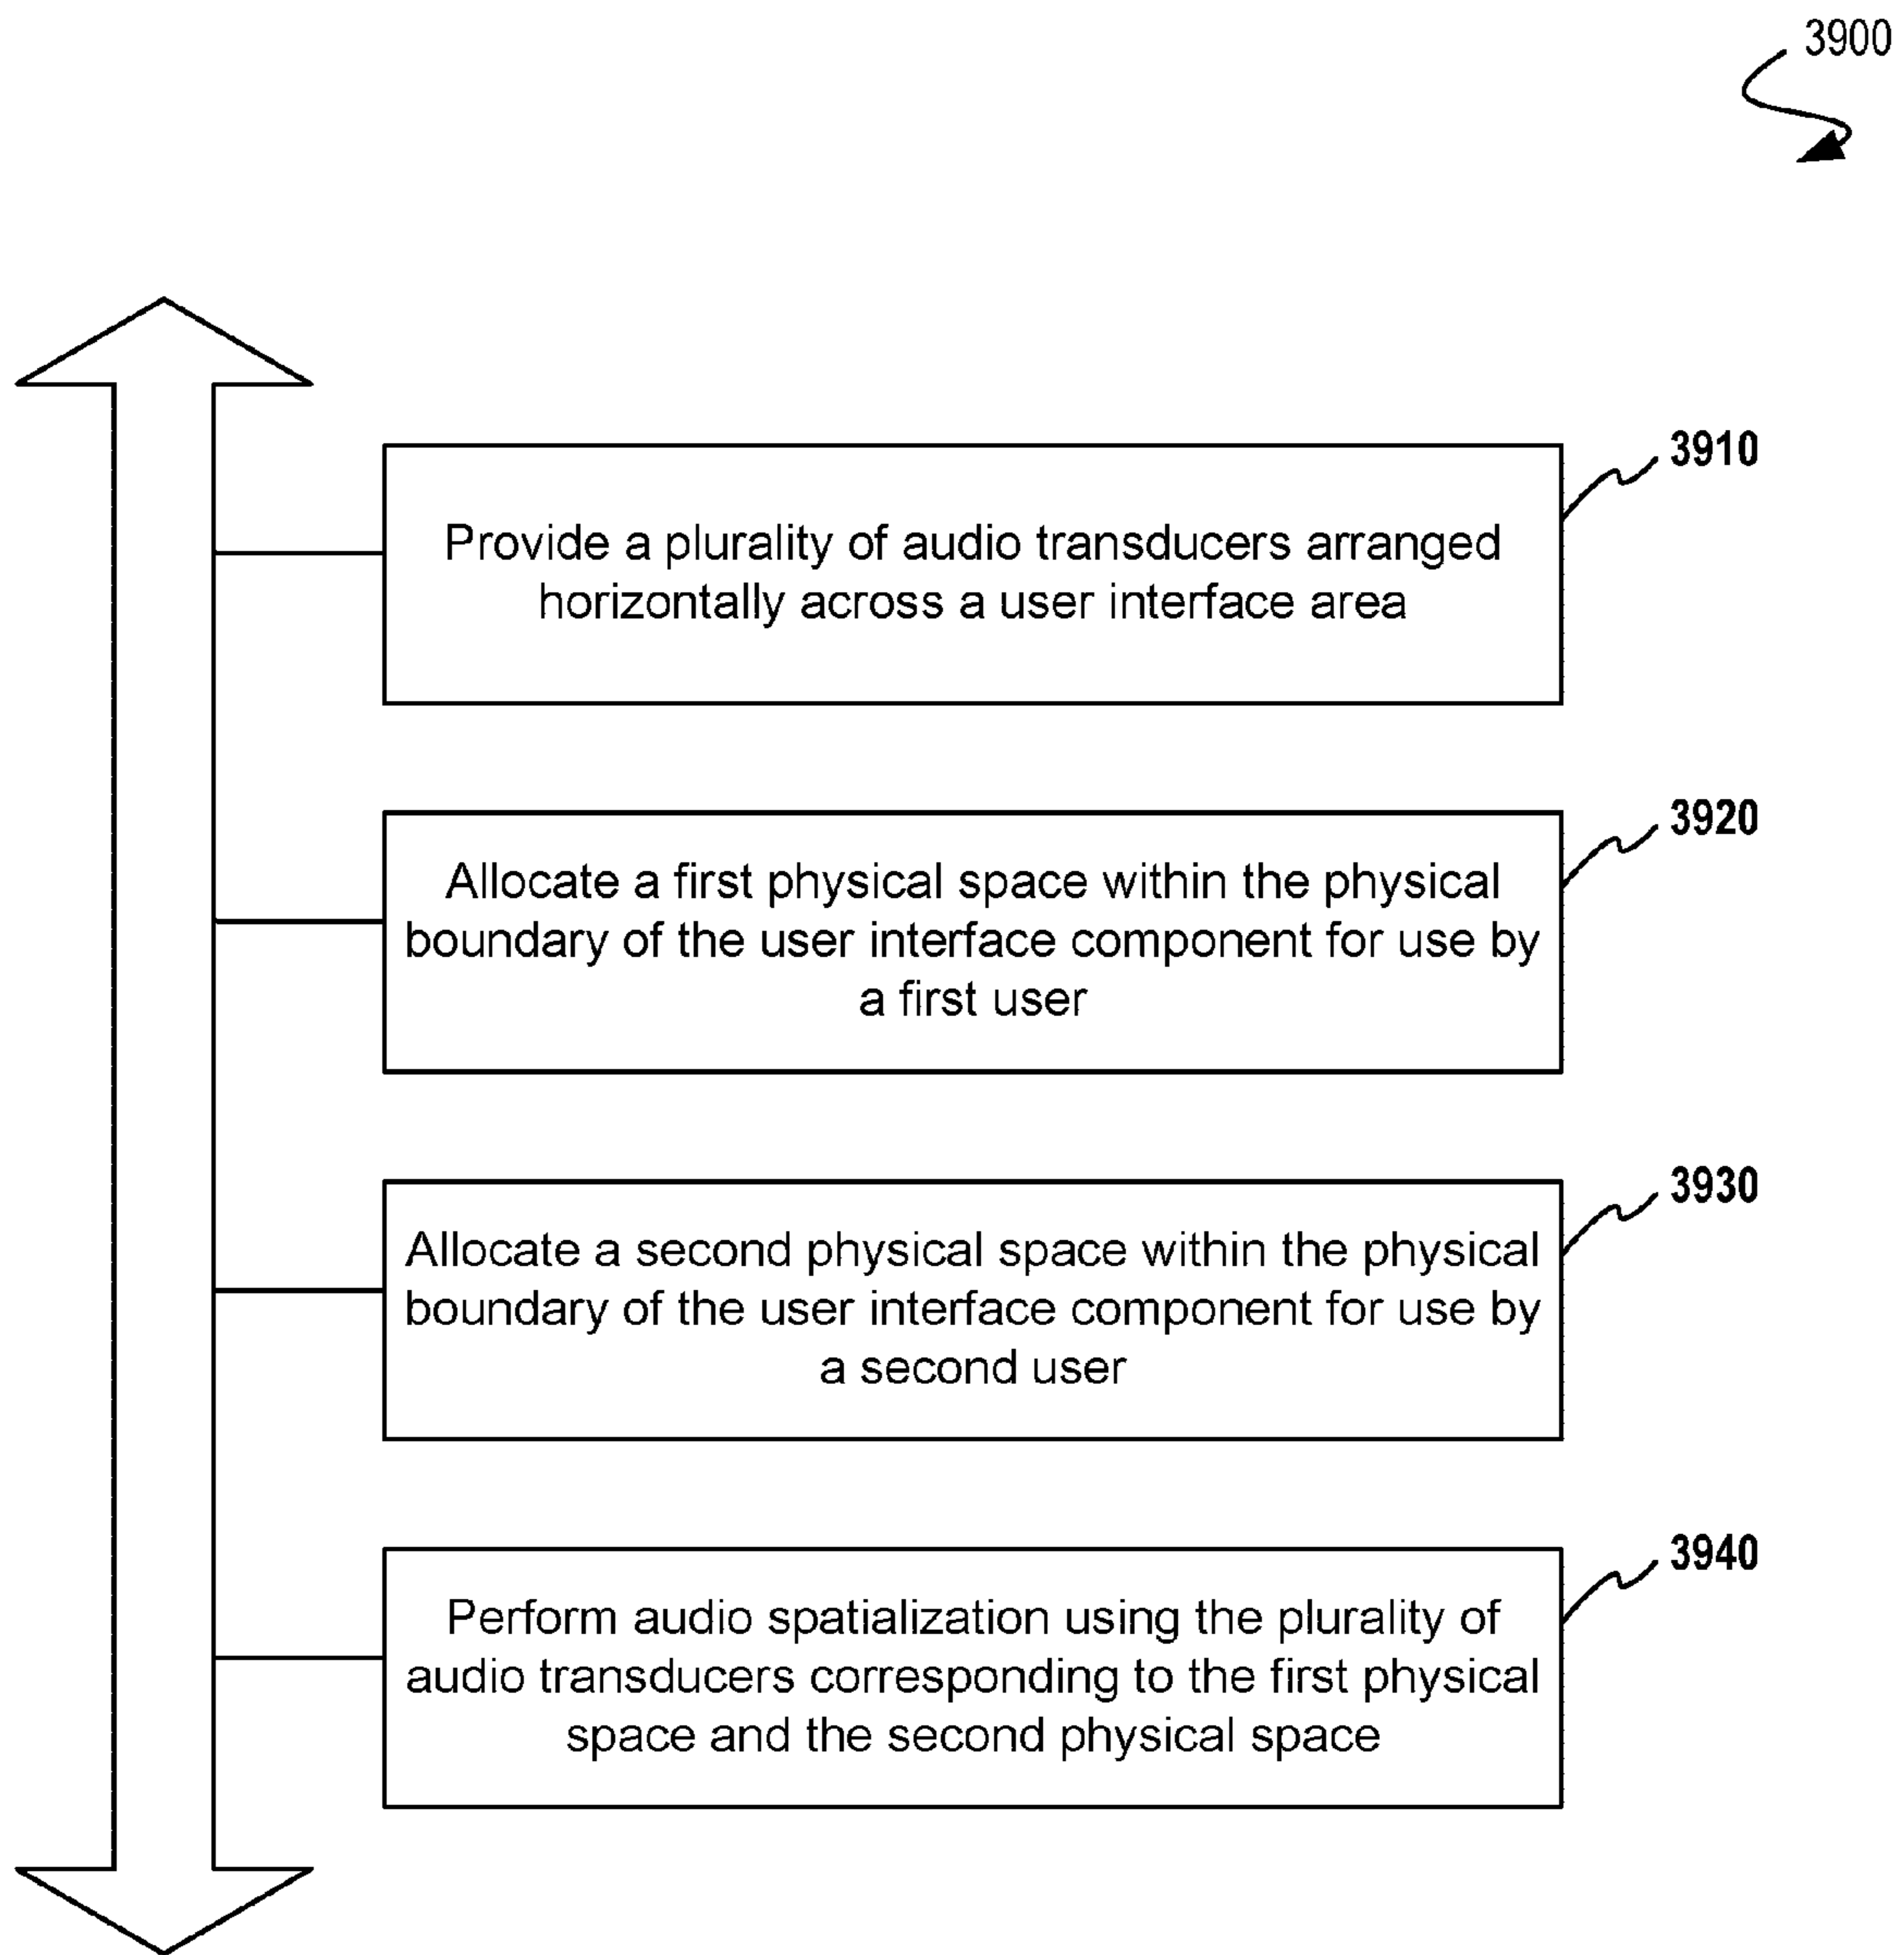 3900
3910
Provide a plurality of audio transducers arranged
horizontally across a user interface area
3920
Allocate a first physical space within the physical
boundary of the user interface component for use by
a first user
3930
Allocate a second physical space within the physical
boundary of the user interface component for use by
a second user
3940
Perform audio spatialization using the plurality of
audio transducers corresponding to the first physical
space and the second physical space